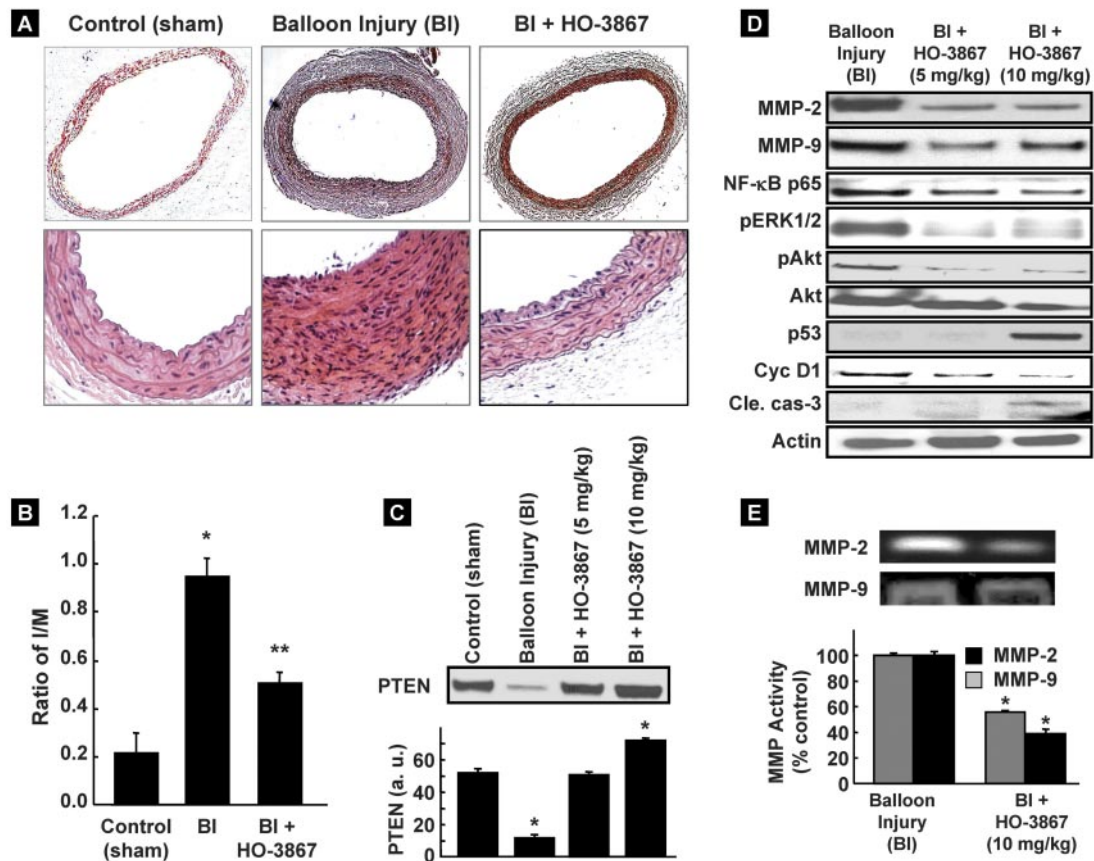 A
Control (sham)
Balloon Injury (BI)
BI + HO-3867
B
Ratio of I/M
1.2
1.0
0.8
0.6
0.4
0.2
0.0
*
**
Control
(sham)
BI
BI +
HO-3867
C
Control (sham)
Balloon Injury (BI)
BI + HO-3867 (5 mg/kg)
BI + HO-3867 (10 mg/kg)
PTEN
PTEN (a. u.)
60
40
20
0
*
*
D
Balloon
Injury
(BI)
BI +
HO-3867
(5 mg/kg)
BI +
HO-3867
(10 mg/kg)
MMP-2
MMP-9
NF-κB p65
pERK1/2
pAkt
Akt
p53
Cyc D1
Cle. cas-3
Actin
E
MMP-2
MMP-9
MMP Activity
(% control)
100
80
60
40
20
0
MMP-2
MMP-9
*
*
Balloon
Injury
(BI)
BI +
HO-3867
(10 mg/kg)